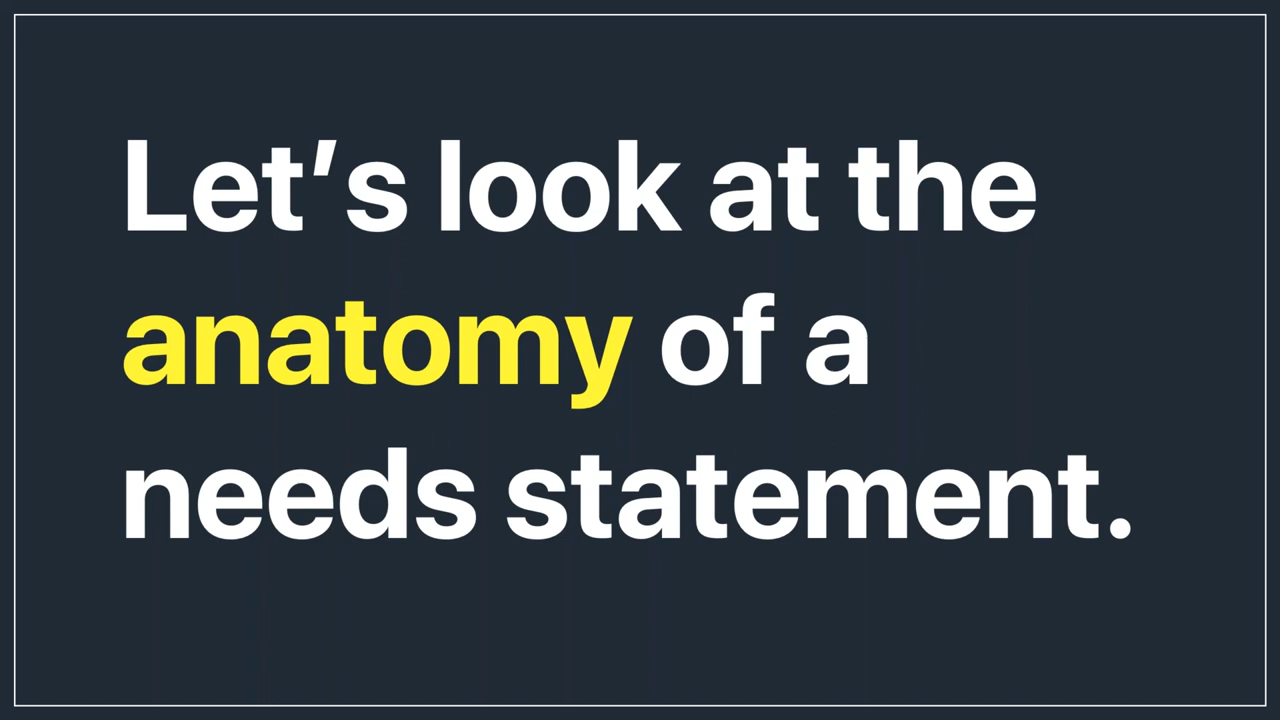 Let’s look at the
anatomy of a
needs statement.